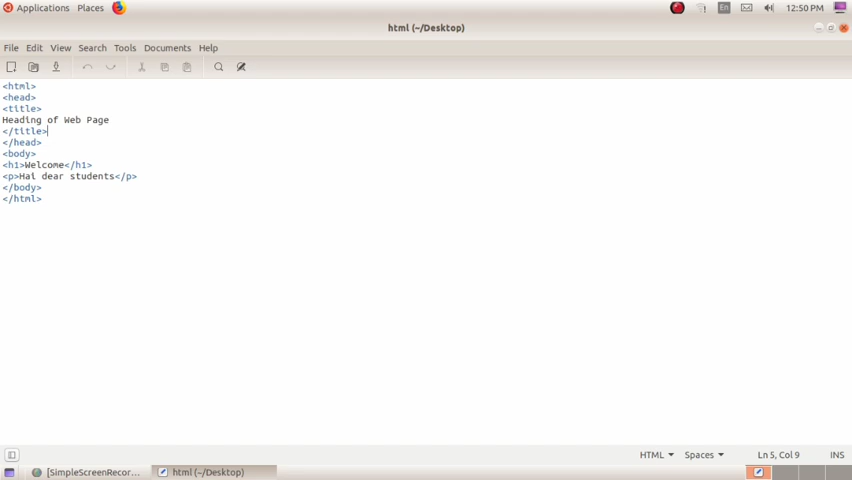 Applications Places En 12:50 PM
html (~/Desktop)
File Edit View Search Tools Documents Help
<html>
<head>
<title>
Heading of Web Page
</title>
</head>
<body>
<h1>Welcome</h1>
<p>Hai dear students</p>
</body>
</html>
HTML Spaces Ln 5, Col 9 INS
[SimpleScreenRecor... html (~/Desktop)